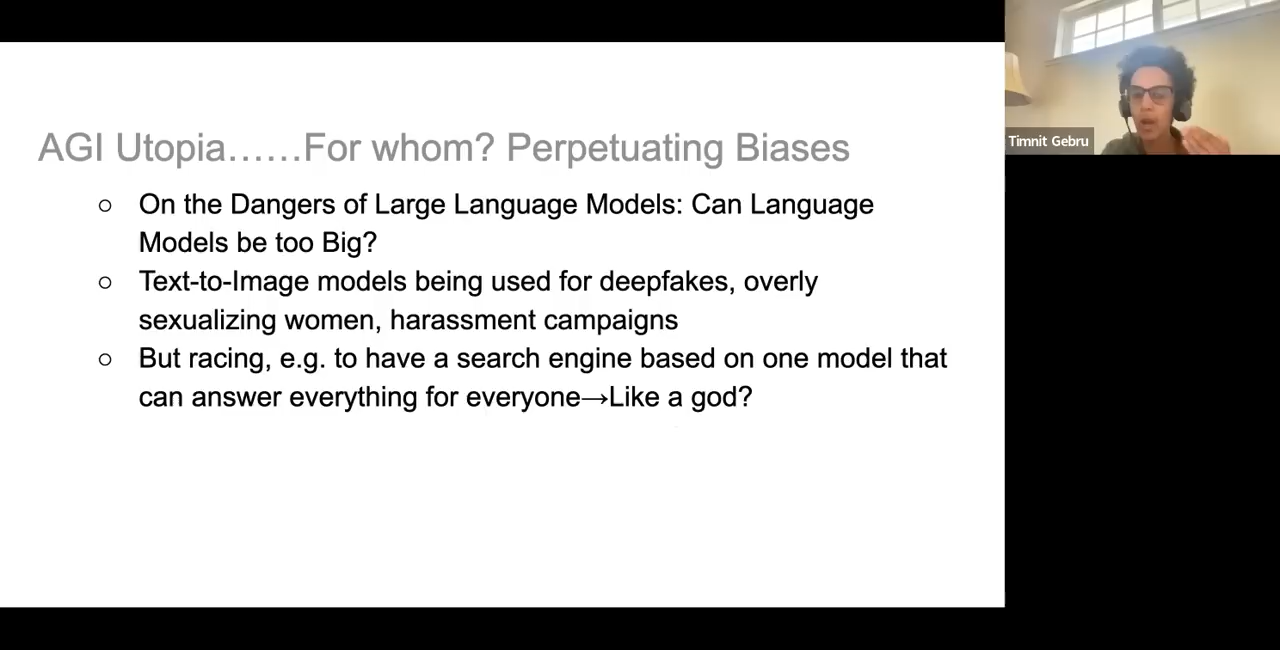 AGI Utopia……For whom? Perpetuating Biases
○ On the Dangers of Large Language Models: Can Language
Models be too Big?
○ Text-to-Image models being used for deepfakes, overly
sexualizing women, harassment campaigns
○ But racing, e.g. to have a search engine based on one model that
can answer everything for everyone→Like a god?
Timnit Gebru